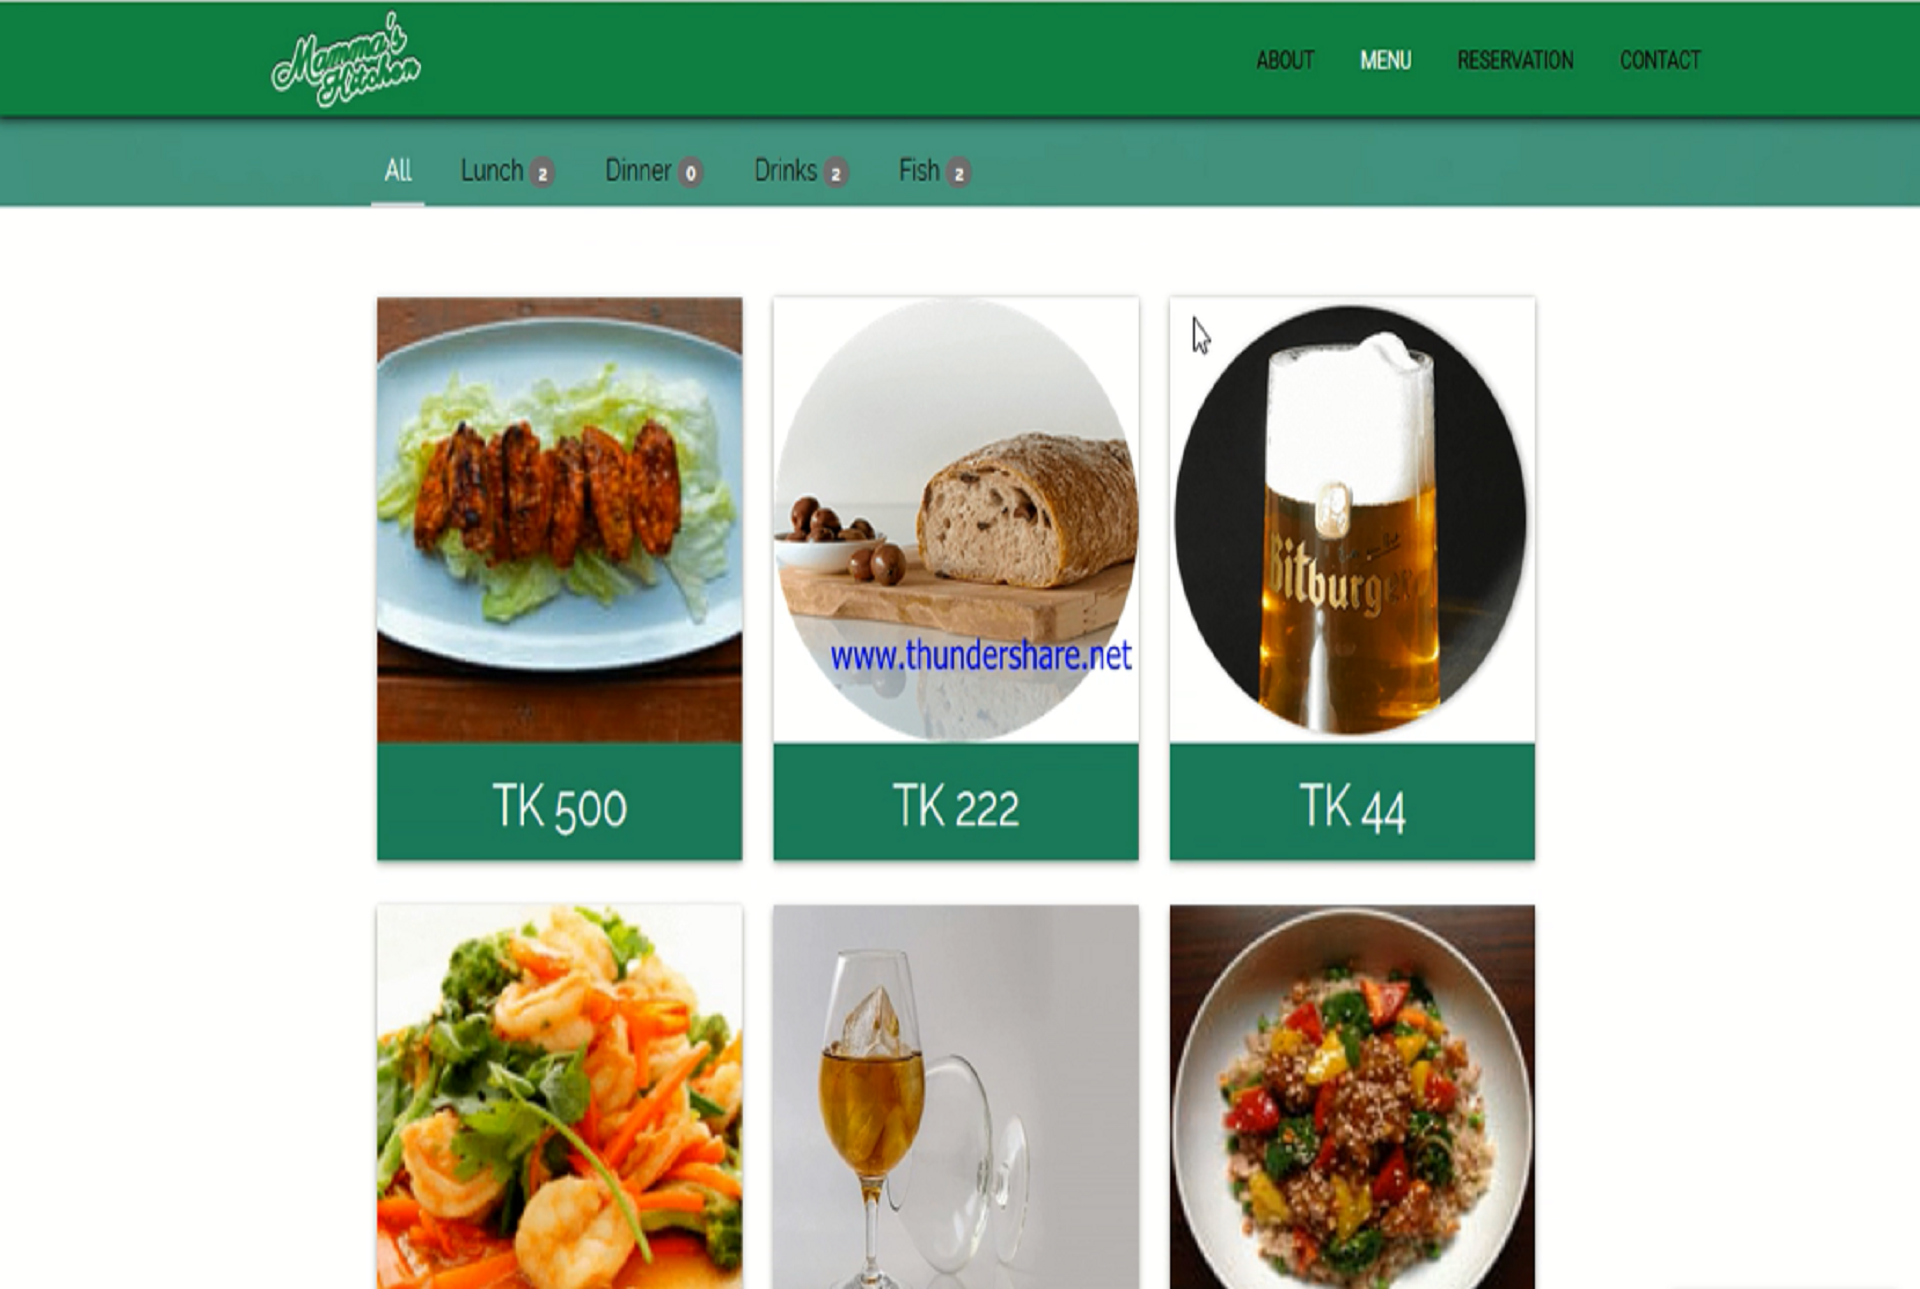 Mamma's
Kitchen
ABOUT MENU RESERVATION CONTACT
All Lunch 2 Dinner 0 Drinks 2 Fish 2
Bitburger
www.thundershare.net
TK 500 TK 222 TK 44